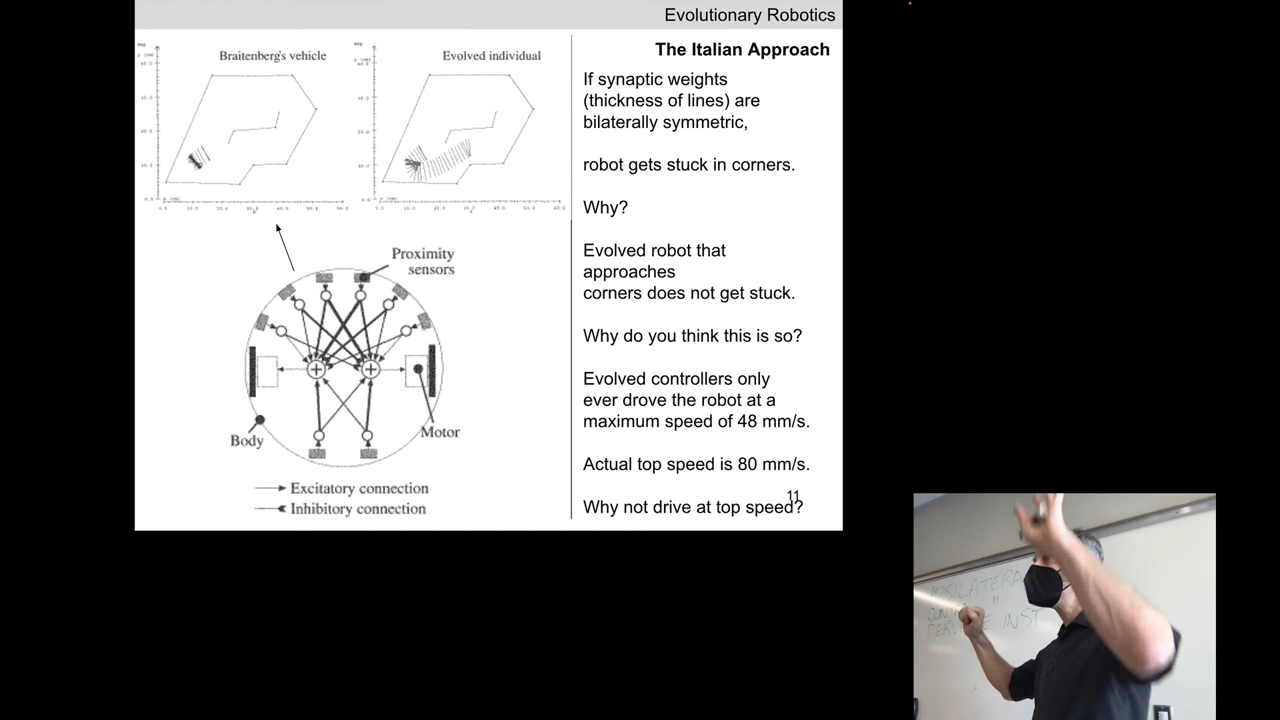 Evolutionary Robotics
The Italian Approach
Braitenberg's vehicle
Evolved individual
If synaptic weights
(thickness of lines) are
bilaterally symmetric,
robot gets stuck in corners.
Why?
Evolved robot that
approaches
corners does not get stuck.
Why do you think this is so?
Evolved controllers only
ever drove the robot at a
maximum speed of 48 mm/s.
Actual top speed is 80 mm/s.
Why not drive at top speed?
11
Proximity
sensors
Body
Motor
Excitatory connection
Inhibitory connection
INST